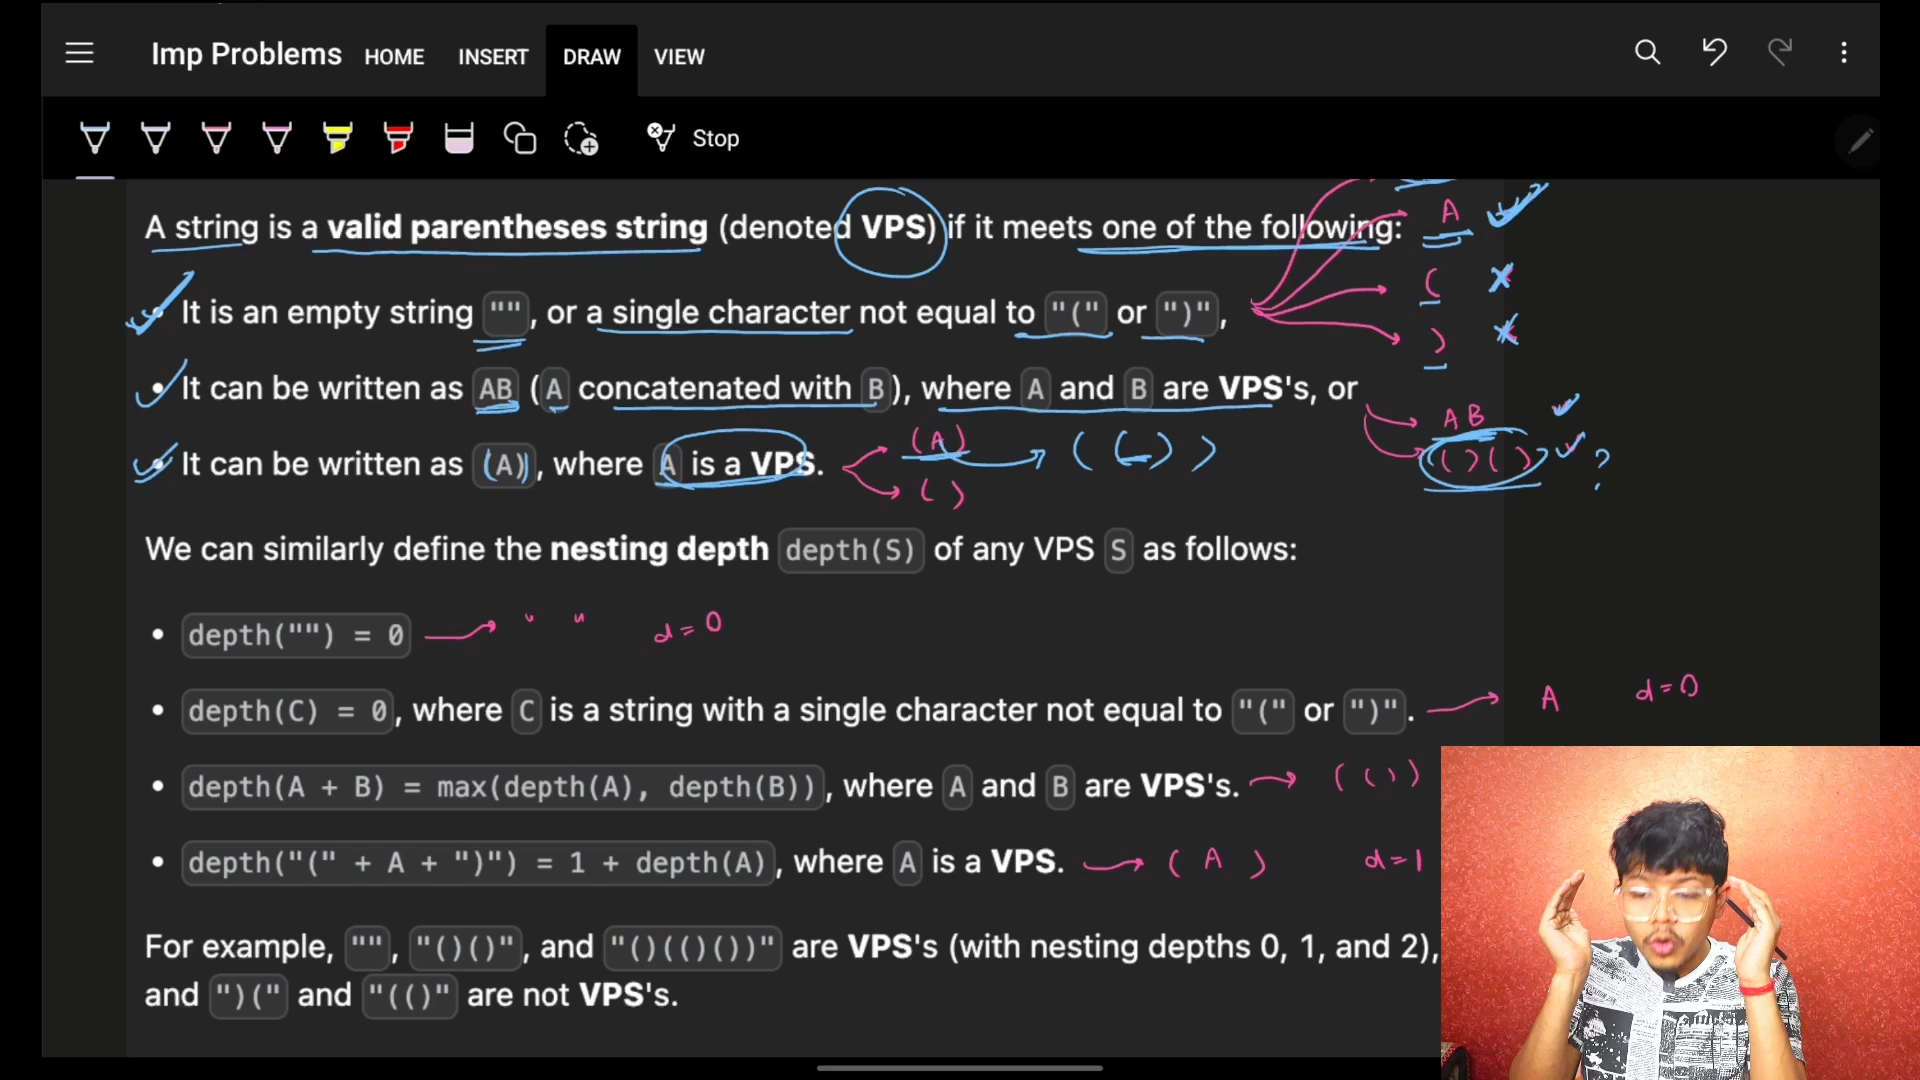 Imp Problems HOME INSERT DRAW VIEW
Stop
A string is a valid parentheses string (denoted VPS) if it meets one of the following:
A
(
)
• It is an empty string "", or a single character not equal to "(" or ")",
• It can be written as AB (A concatenated with B), where A and B are VPS's, or
AB
()() ?
• It can be written as (A), where A is a VPS.
(A) ( ( ) )
()
We can similarly define the nesting depth depth(S) of any VPS S as follows:
• depth("") = 0 " " d=0
• depth(C) = 0, where C is a string with a single character not equal to "(" or ")". A d=0
• depth(A + B) = max(depth(A), depth(B)), where A and B are VPS's. (())
• depth("(" + A + ")") = 1 + depth(A), where A is a VPS. (A) d=1
For example, "", "()()", and "()(()())" are VPS's (with nesting depths 0, 1, and 2),
and ")(" and "(()" are not VPS's.